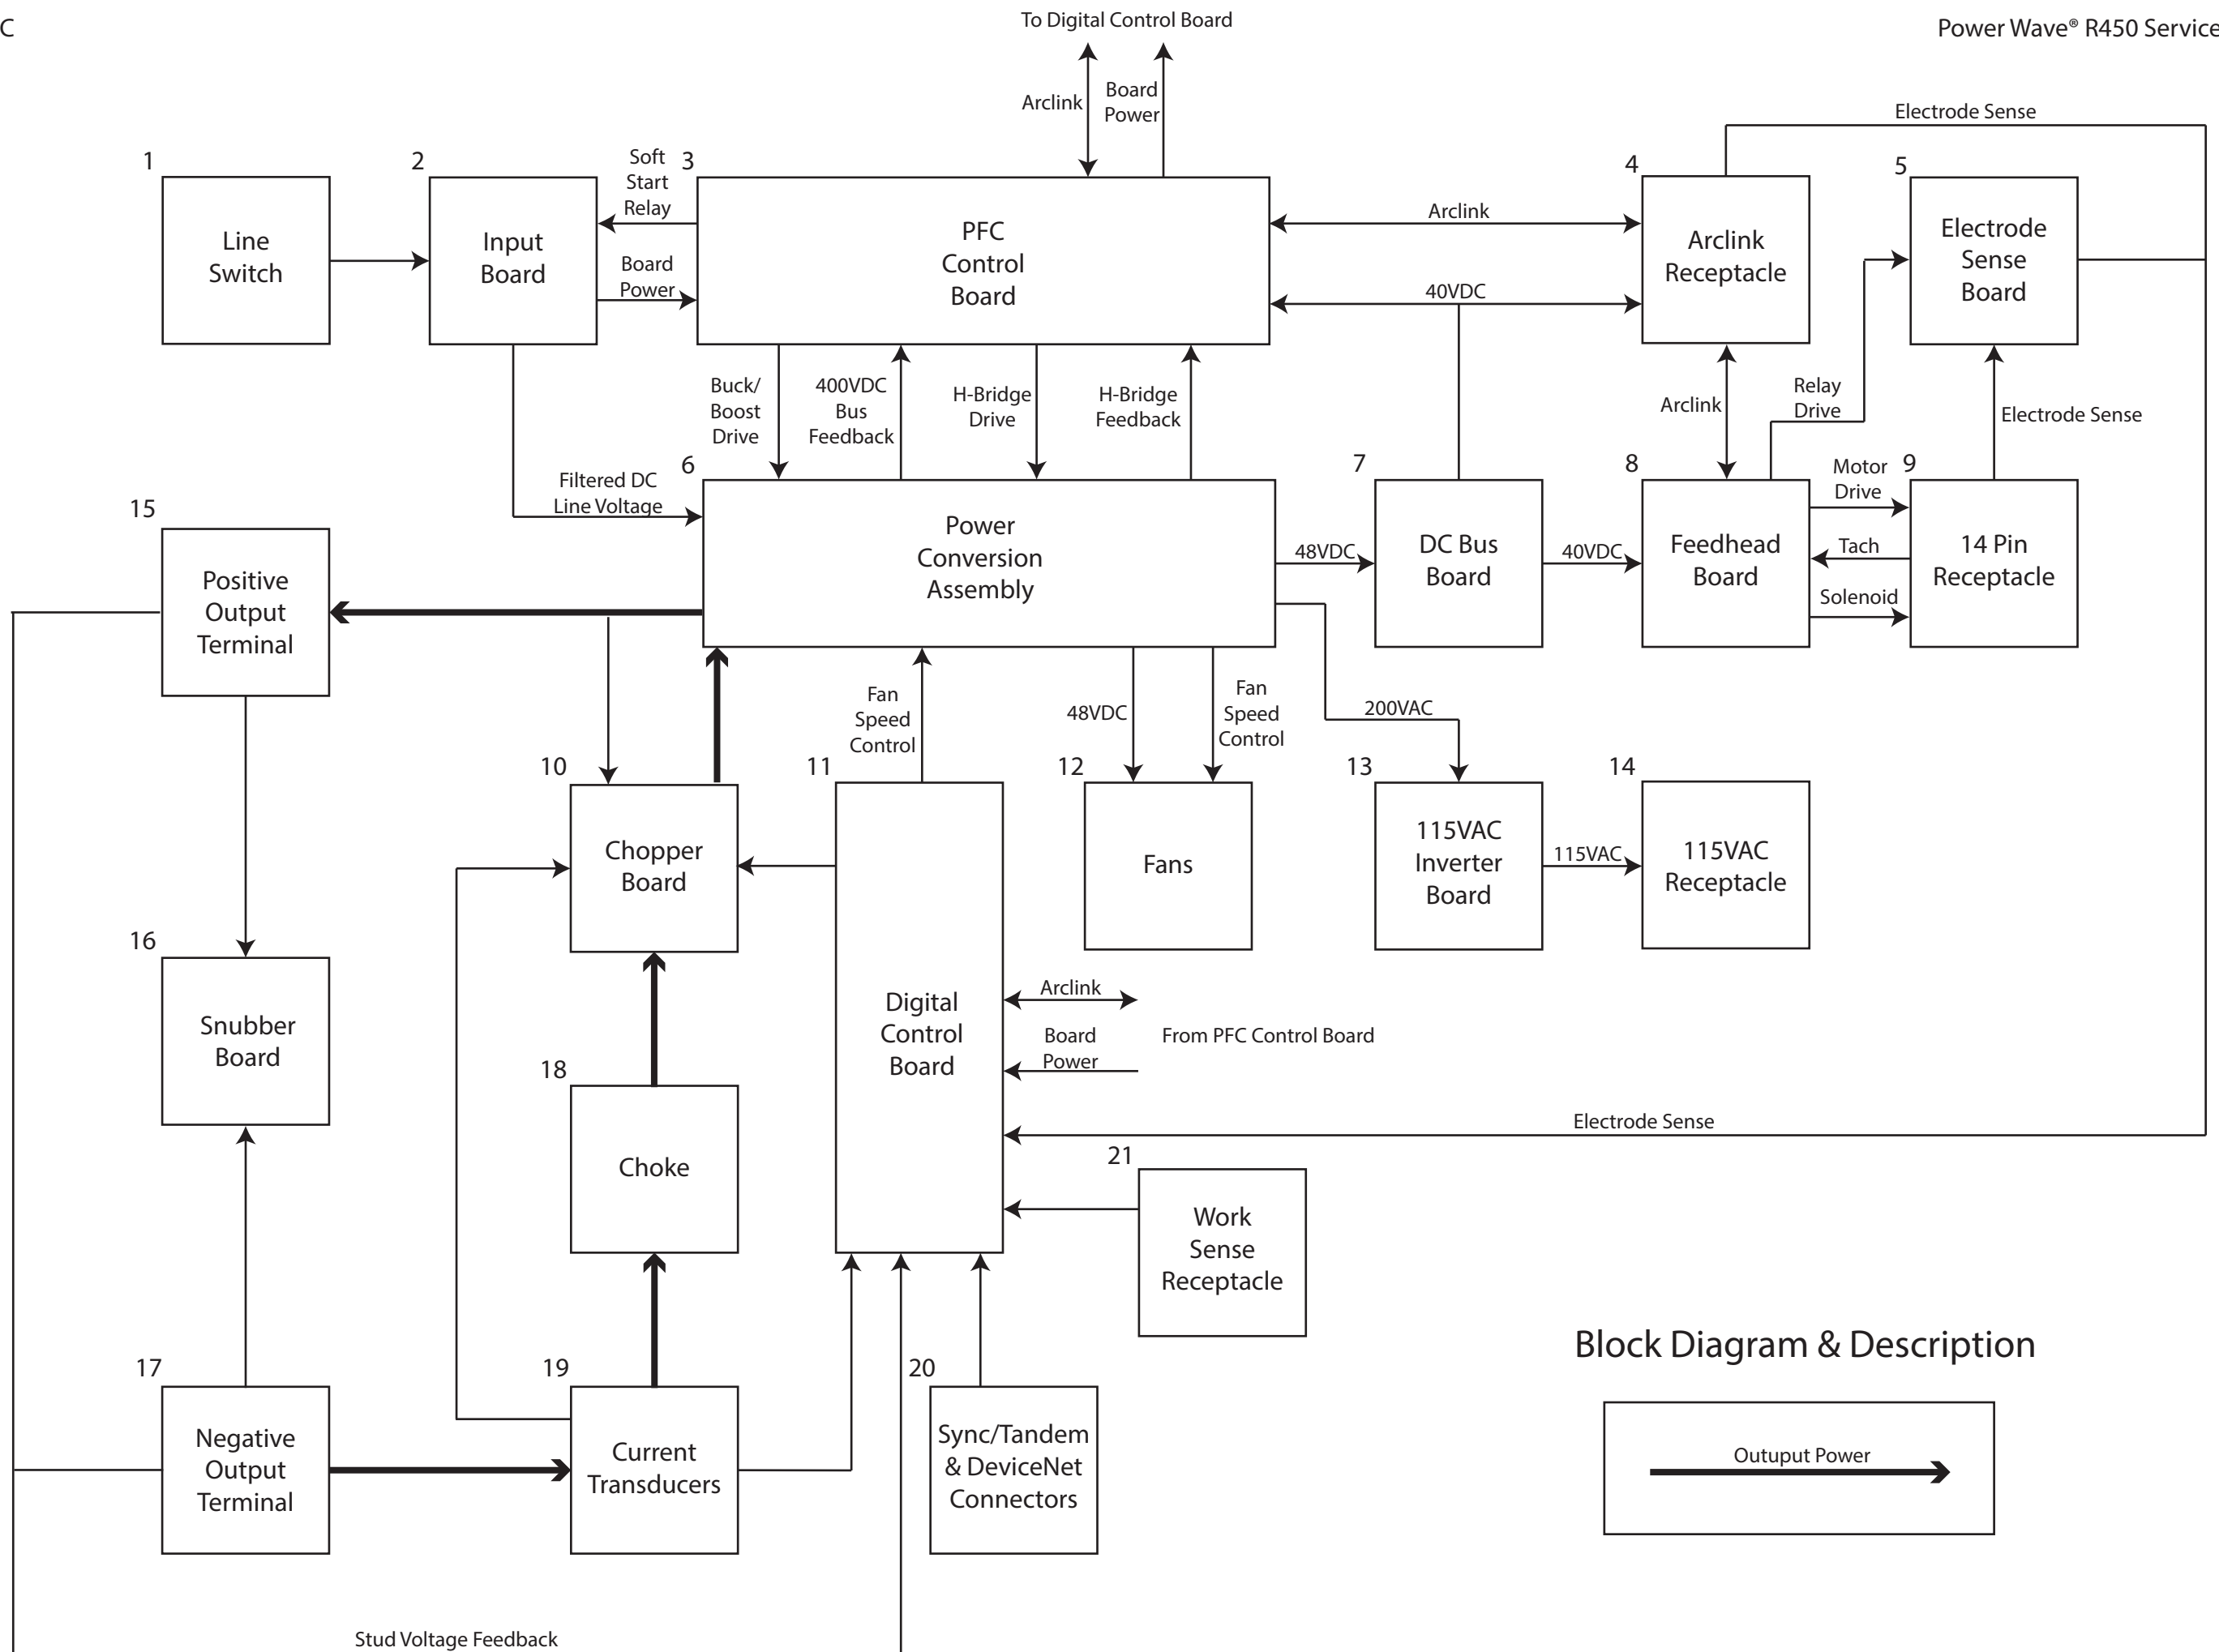 C
To Digital Control Board
Power Wave® R450 Service
Arclink
Board
Power
Electrode Sense
1
Line
Switch
2
Input
Board
Soft
Start
Relay
Board
Power
3
PFC
Control
Board
Arclink
40VDC
4
Arclink
Receptacle
5
Electrode
Sense
Board
Buck/
Boost
Drive
400VDC
Bus
Feedback
H-Bridge
Drive
H-Bridge
Feedback
Arclink
Relay
Drive
Electrode Sense
Filtered DC
Line Voltage
6
Power
Conversion
Assembly
48VDC
7
DC Bus
Board
40VDC
8
Feedhead
Board
Motor
Drive
Tach
Solenoid
9
14 Pin
Receptacle
15
Positive
Output
Terminal
Fan
Speed
Control
48VDC
Fan
Speed
Control
200VAC
10
Chopper
Board
11
Digital
Control
Board
12
Fans
13
115VAC
Inverter
Board
115VAC
14
115VAC
Receptacle
16
Snubber
Board
Arclink
Board
Power
From PFC Control Board
18
Choke
Electrode Sense
21
Work
Sense
Receptacle
17
Negative
Output
Terminal
19
Current
Transducers
20
Sync/Tandem
& DeviceNet
Connectors
Block Diagram & Description
Outuput Power
Stud Voltage Feedback